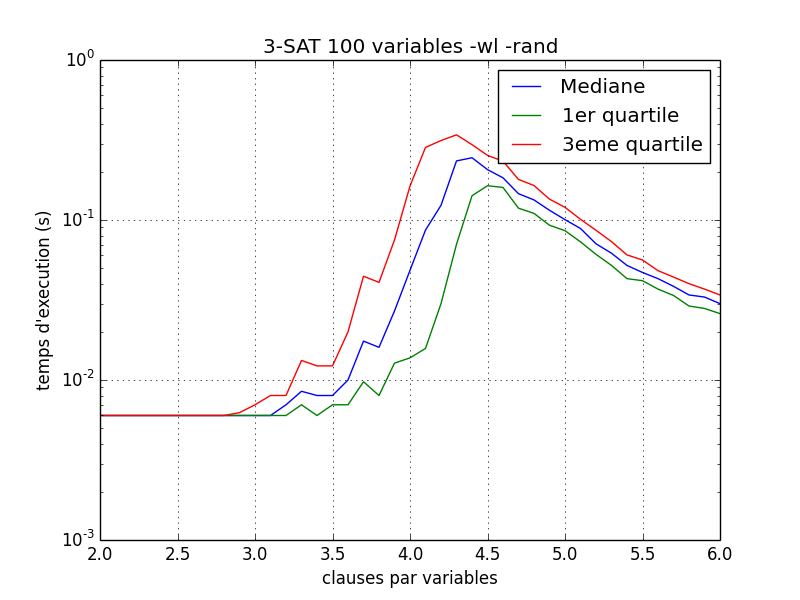 3-SAT 100 variables -wl -rand
Mediane
1er quartile
3eme quartile
10^0
10^-1
10^-2
10^-3
temps d'execution (s)
2.0 2.5 3.0 3.5 4.0 4.5 5.0 5.5 6.0
clauses par variables